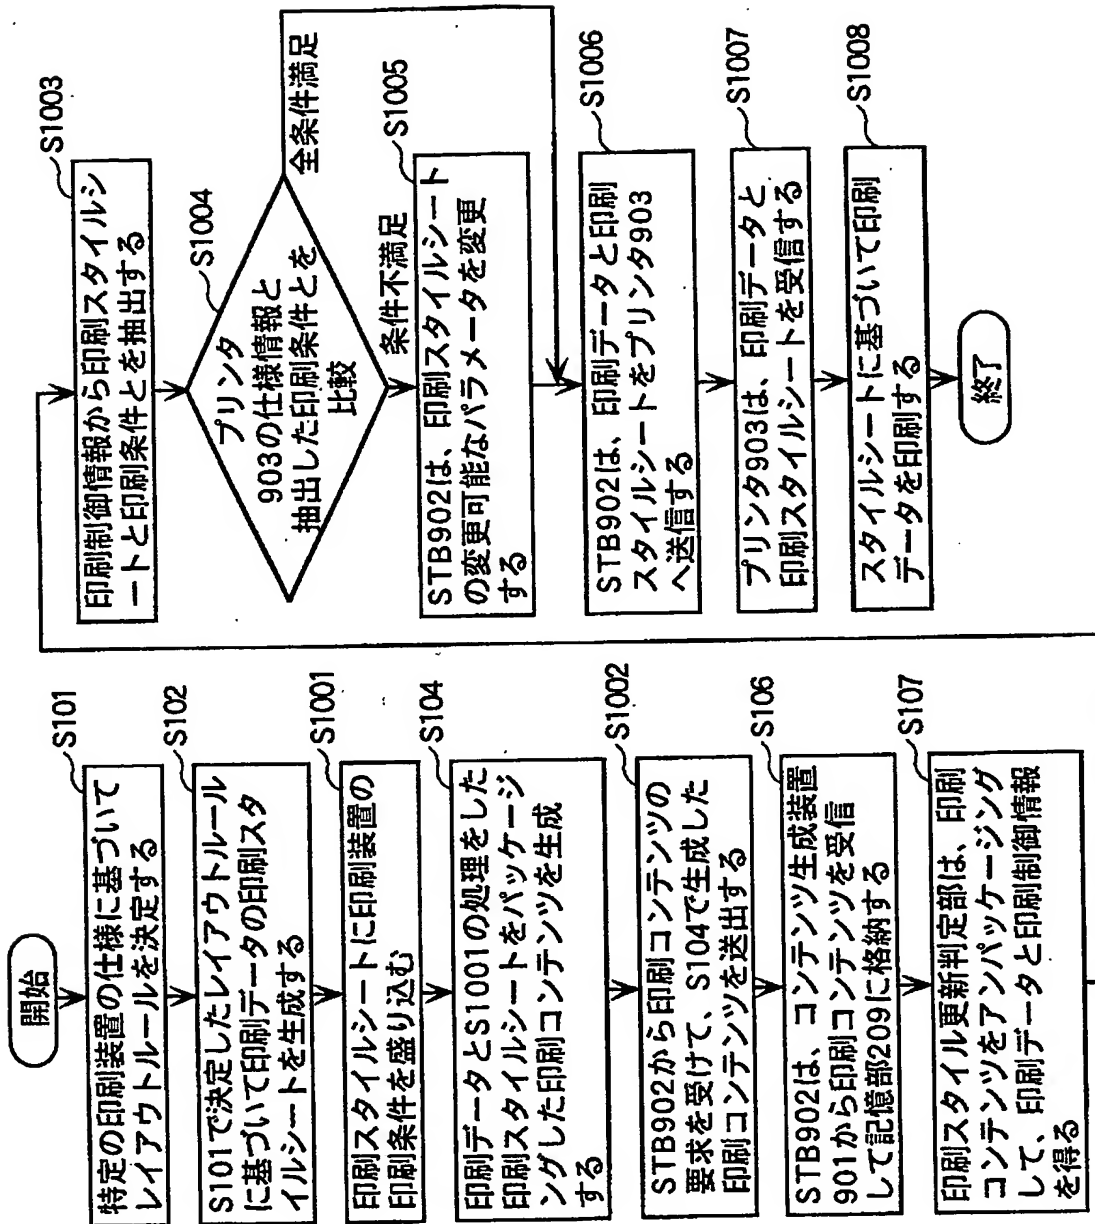 開始
S101
特定の印刷装置の仕様に基づいて
レイアウトルールを決定する
S102
S101で決定したレイアウトルール
に基づいて印刷データの印刷スタ
イルシートを生成する
S1001
印刷スタイルシートに印刷装置の
印刷条件を盛り込む
S104
印刷データとS1001の処理をした
印刷スタイルシートをパッケージ
ングした印刷コンテンツを生成
する
S1002
STB902から印刷コンテンツの
要求を受けて、S104で生成した
印刷コンテンツを送出する
S106
STB902は、コンテンツ生成装置
901から印刷コンテンツを受信
して記憶部209に格納する
S107
印刷スタイル更新判定部は、印刷
コンテンツをアンパッケージング
して、印刷データと印刷制御情報
を得る
S1003
印刷制御情報から印刷スタイルシ
ートと印刷条件とを抽出する
S1004
プリンタ
903の仕様情報と
抽出した印刷条件とを
比較
全条件満足
条件不満足
S1005
STB902は、印刷スタイルシート
の変更可能なパラメータを変更
する
S1006
STB902は、印刷データと印刷
スタイルシートをプリンタ903
へ送信する
S1007
プリンタ903は、印刷データと
印刷スタイルシートを受信する
S1008
スタイルシートに基づいて印刷
データを印刷する
終了